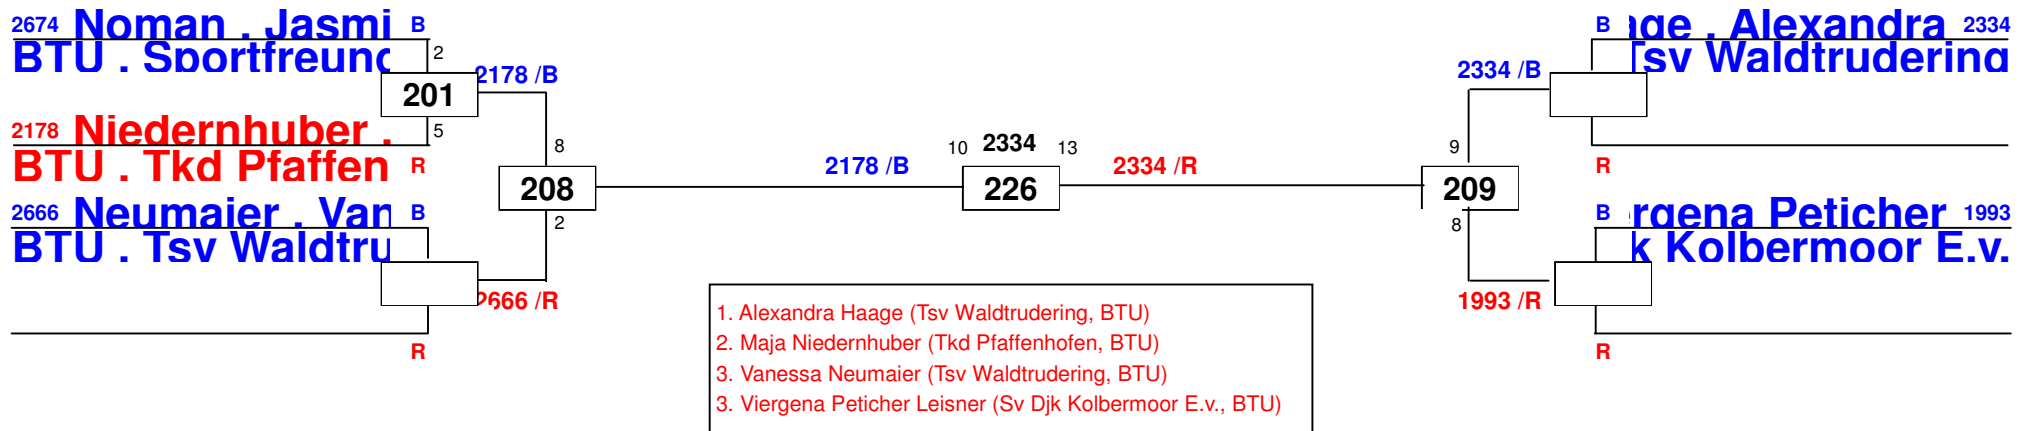 2674 Noman . Jasmi B
BTU . Sportfreund
2
2178 /B
201
5
2178 Niedernhuber .
BTU . Tkd Pfaffen R
8
208
2
2666 Neumaier . Van B
BTU . Tsv Waldtru
2666 /R
R
2178 /B
10 2334 13
226
2334 /R
B age . Alexandra 2334
Tsv Waldtrudering
2334 /B
9
R
209
8
B ergena Peticher 1993
k Kolbermoor E.v.
1993 /R
R
1. Alexandra Haage (Tsv Waldtrudering, BTU)
2. Maja Niedernhuber (Tkd Pfaffenhofen, BTU)
3. Vanessa Neumaier (Tsv Waldtrudering, BTU)
3. Viergena Peticher Leisner (Sv Djk Kolbermoor E.v., BTU)